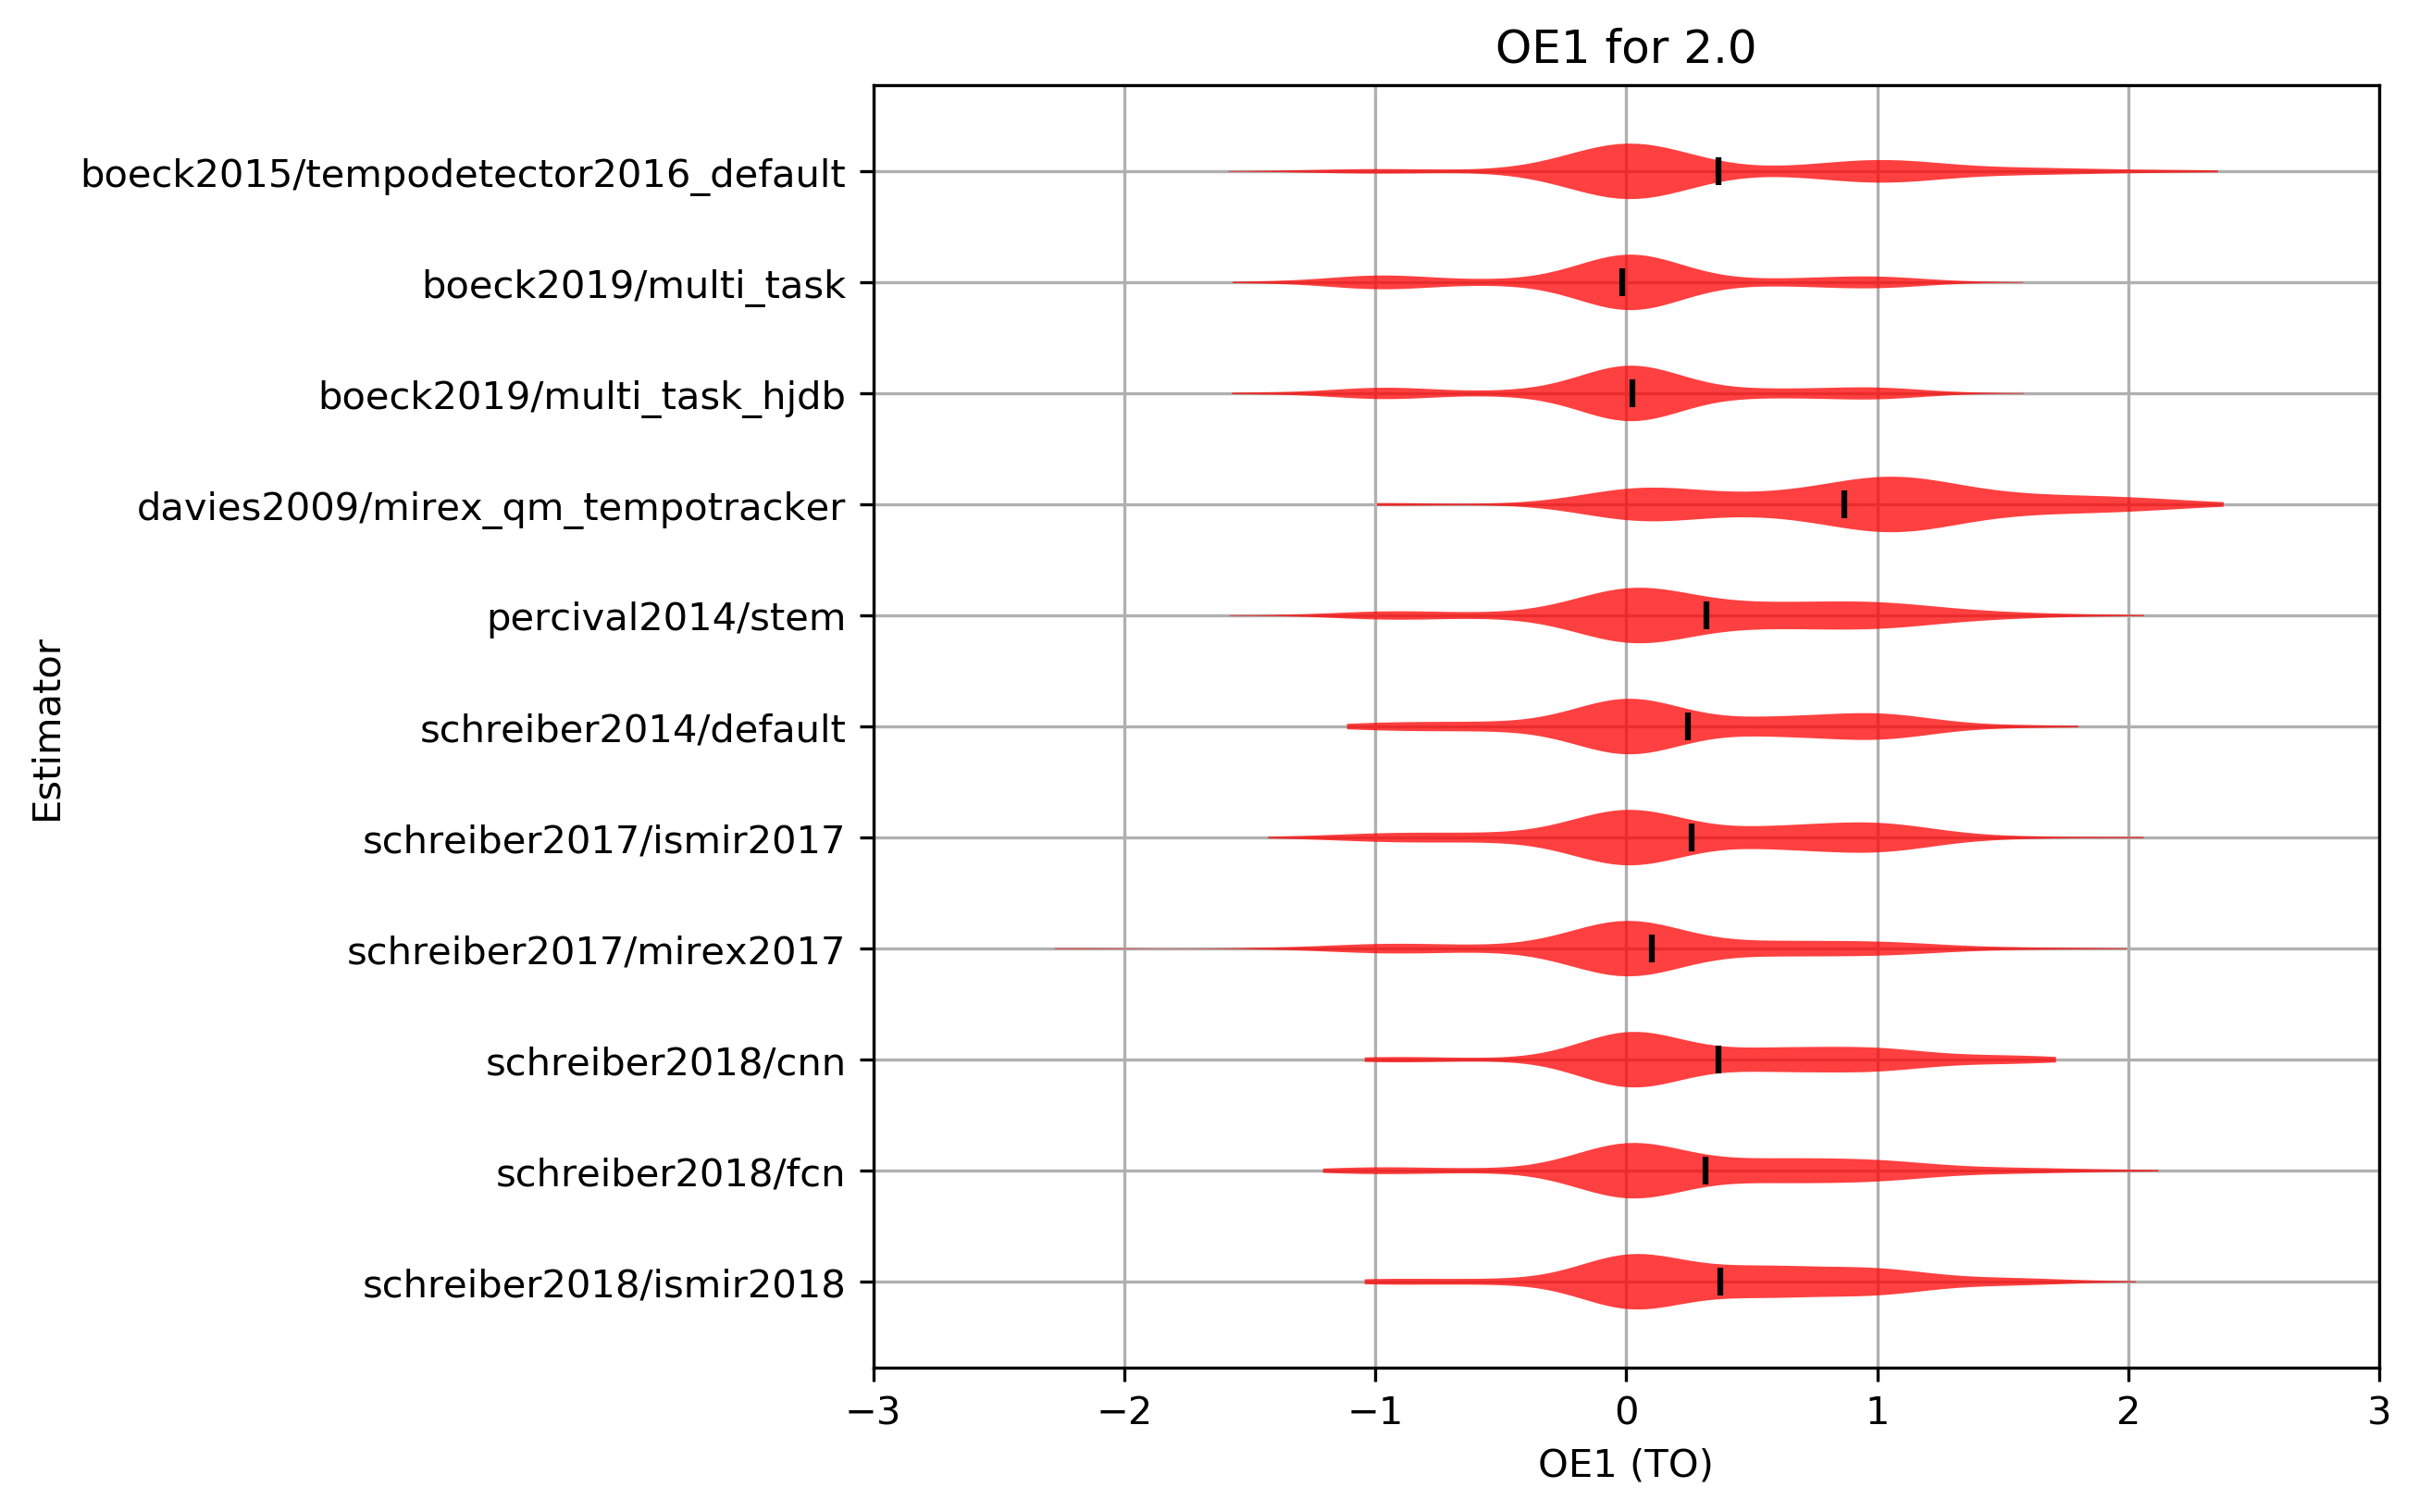 OE1 for 2.0
boeck2015/tempodetector2016_default
boeck2019/multi_task
boeck2019/multi_task_hjdb
davies2009/mirex_qm_tempotracker
percival2014/stem
schreiber2014/default
schreiber2017/ismir2017
schreiber2017/mirex2017
schreiber2018/cnn
schreiber2018/fcn
schreiber2018/ismir2018
Estimator
−3 −2 −1 0 1 2 3
OE1 (TO)